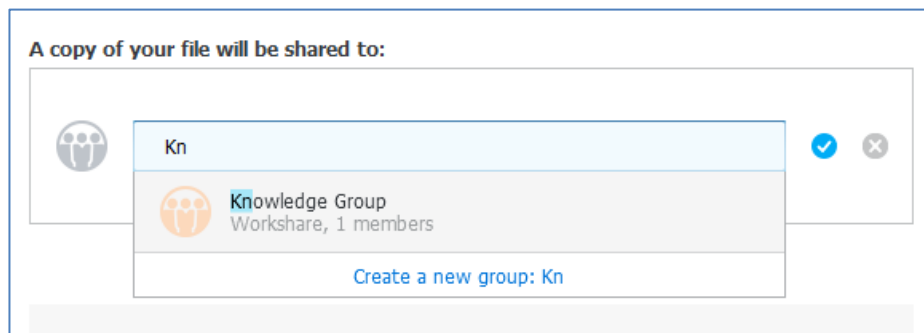 A copy of your file will be shared to:
Kn
Knowledge Group
Workshare, 1 members
Create a new group: Kn